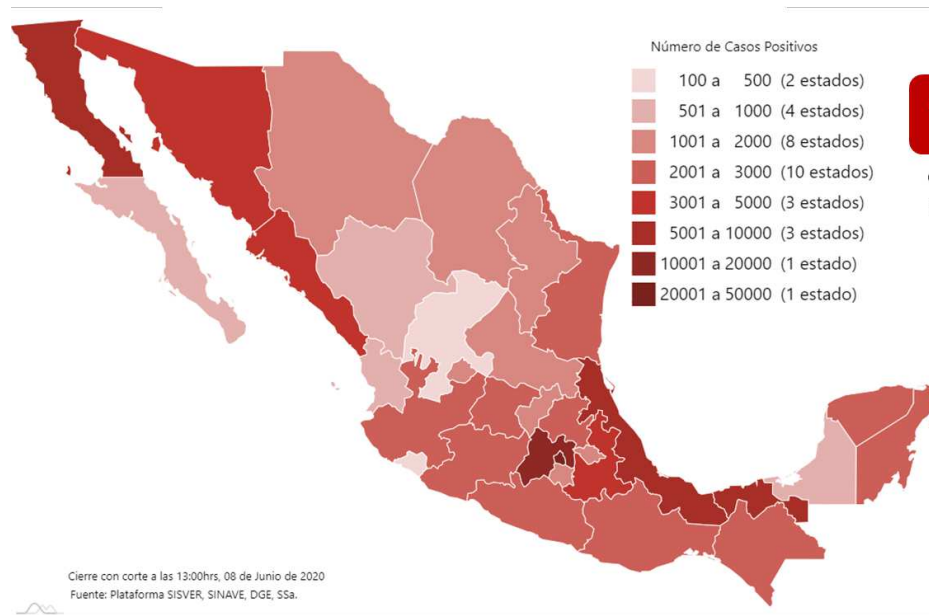 Número de Casos Positivos
100 a 500 (2 estados)
501 a 1000 (4 estados)
1001 a 2000 (8 estados)
2001 a 3000 (10 estados)
3001 a 5000 (3 estados)
5001 a 10000 (3 estados)
10001 a 20000 (1 estado)
20001 a 50000 (1 estado)
Cierre con corte a las 13:00hrs, 08 de Junio de 2020
Fuente: Plataforma SISVER, SINAVE, DGE, SSa.